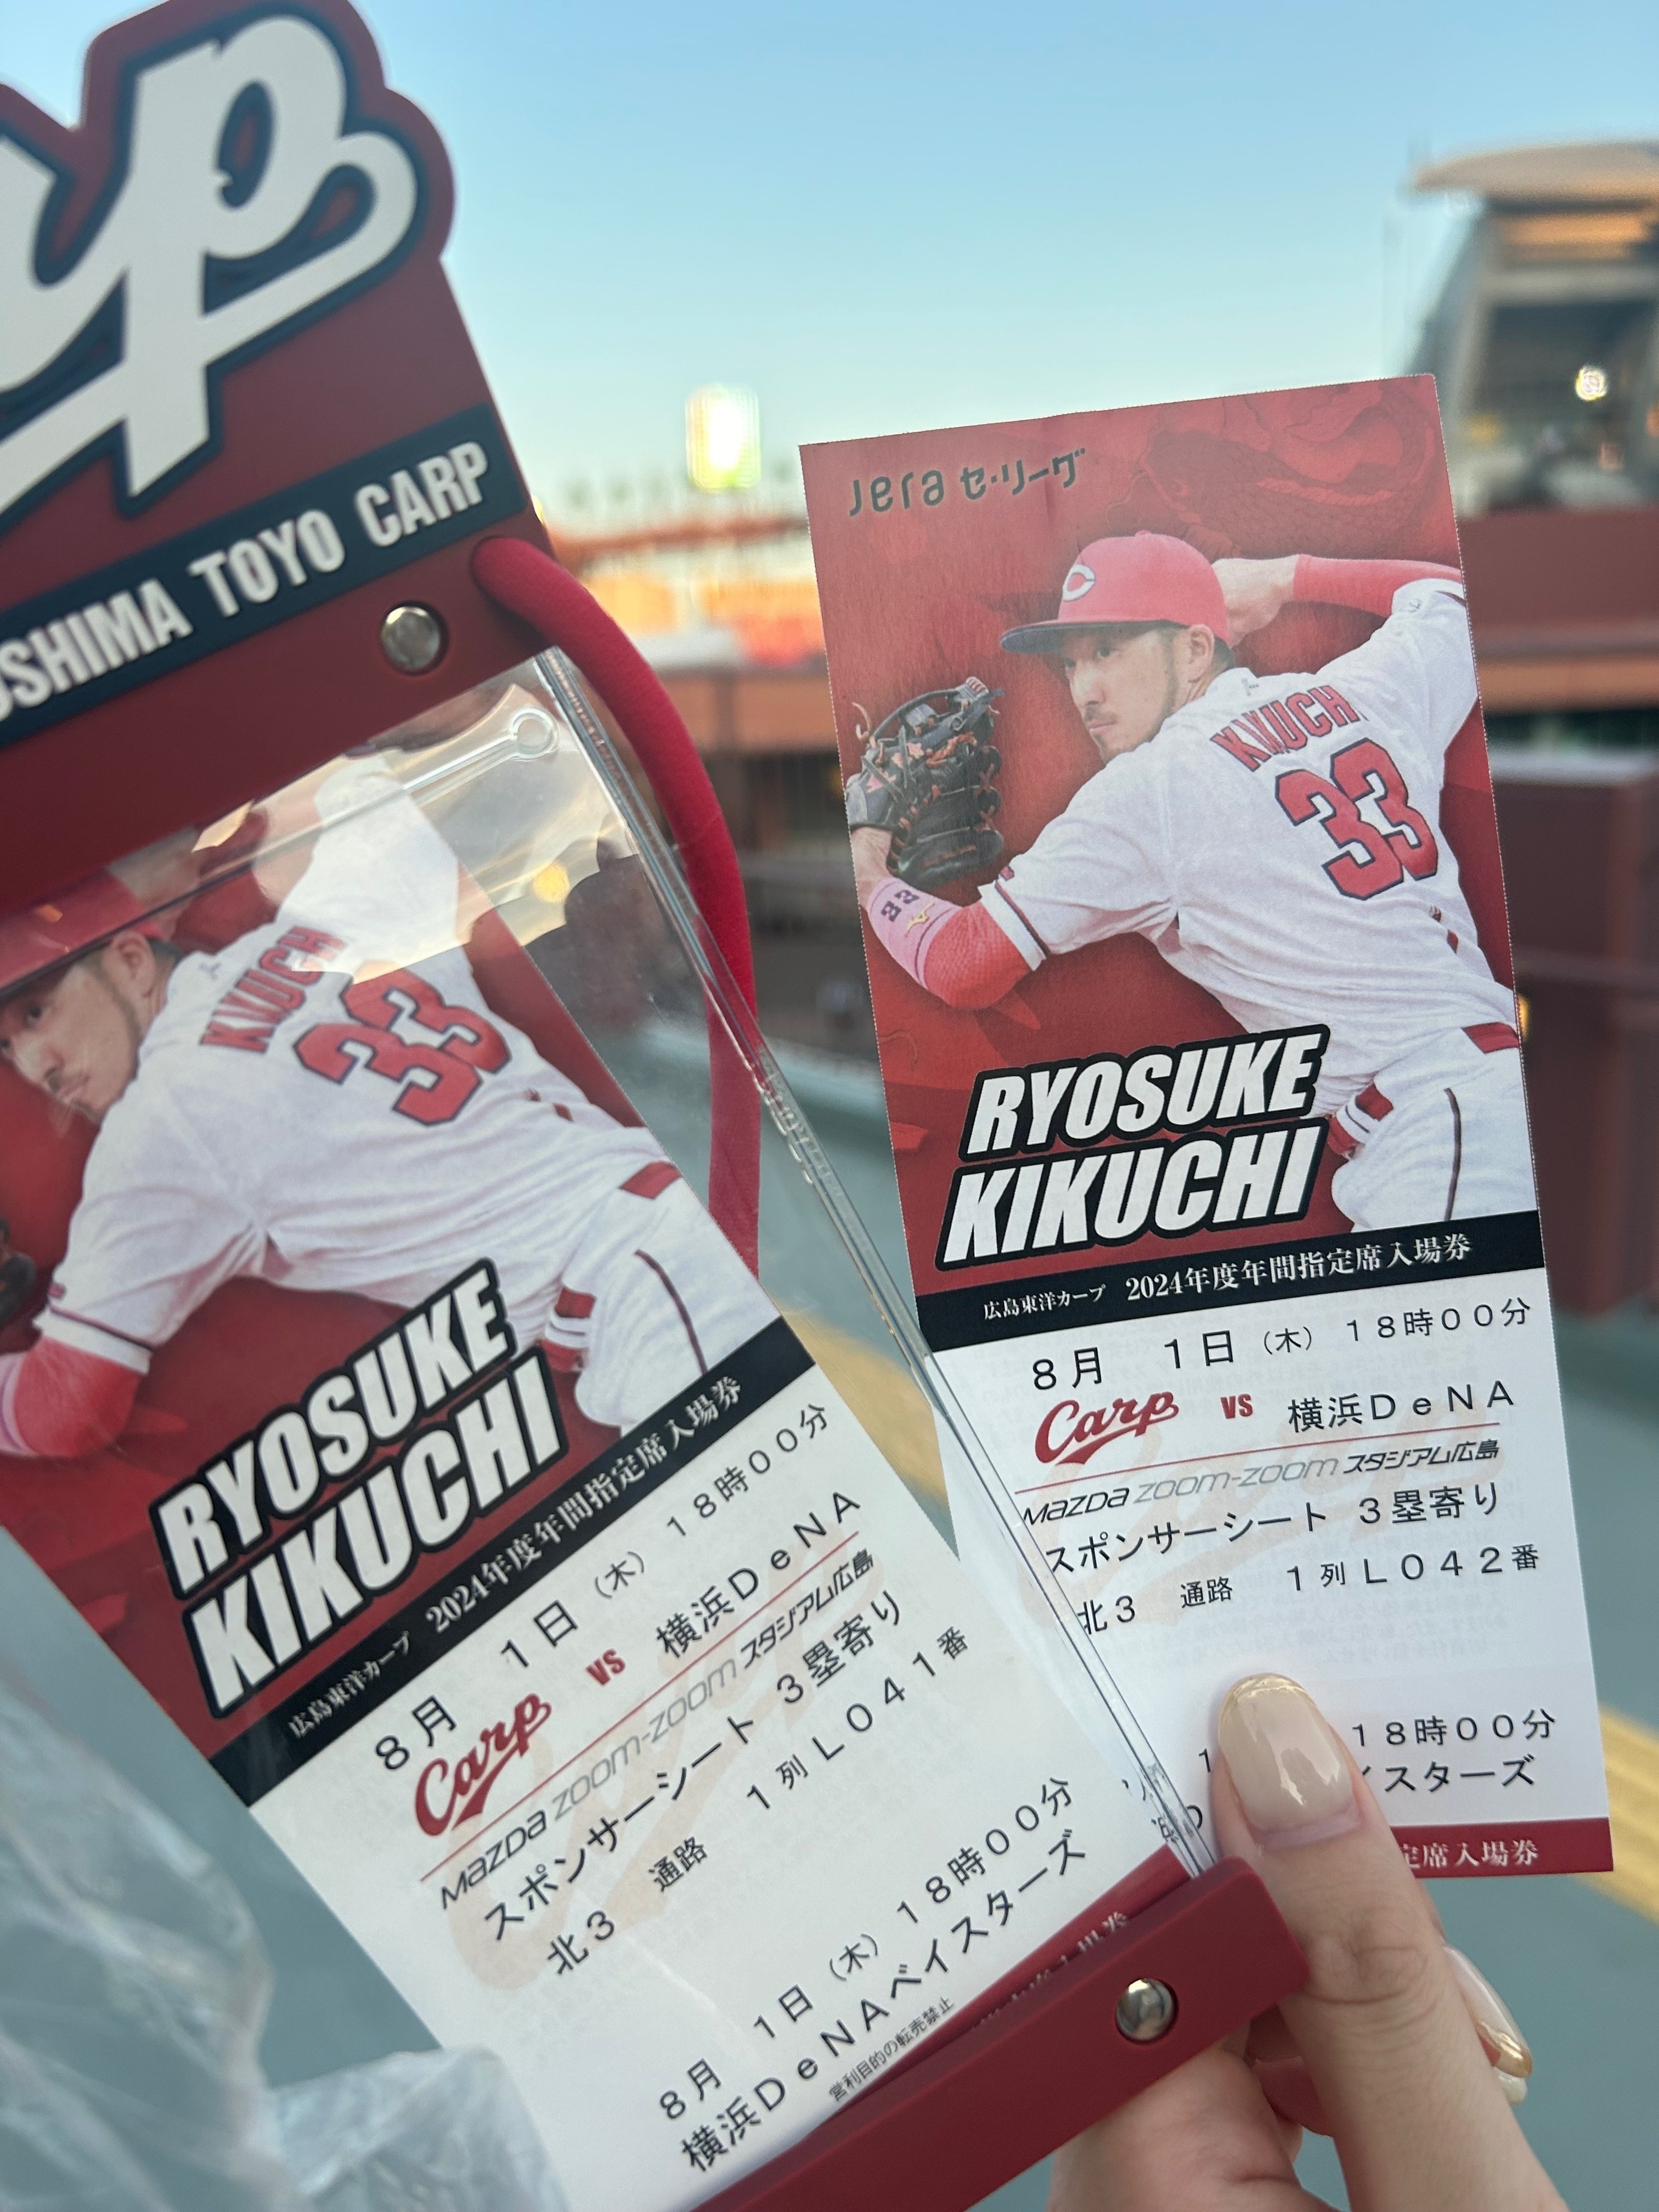 TOYO CARP
KIKUCHI
33
RYOSUKE
KIKUCHI
広島東洋カープ 2024年度年間指定席入場券
8月 1日(木) 18時00分
Carp VS 横浜DeNA
mazDa zoom-zoom スタジアム広島
スポンサーシート 3塁寄り
北3 通路 1列 L041番
8月 1日(木) 18時00分
横浜DeNAベイスターズ
営利目的の転売禁止
Jera セ・リーグ
C
KIKUCHI
33
33
RYOSUKE
KIKUCHI
広島東洋カープ 2024年度年間指定席入場券
8月 1日(木) 18時00分
Carp VS 横浜DeNA
mazDa zoom-zoom スタジアム広島
スポンサーシート 3塁寄り
北3 通路 1列 L042番
18時00分
イスターズ
定席入場券